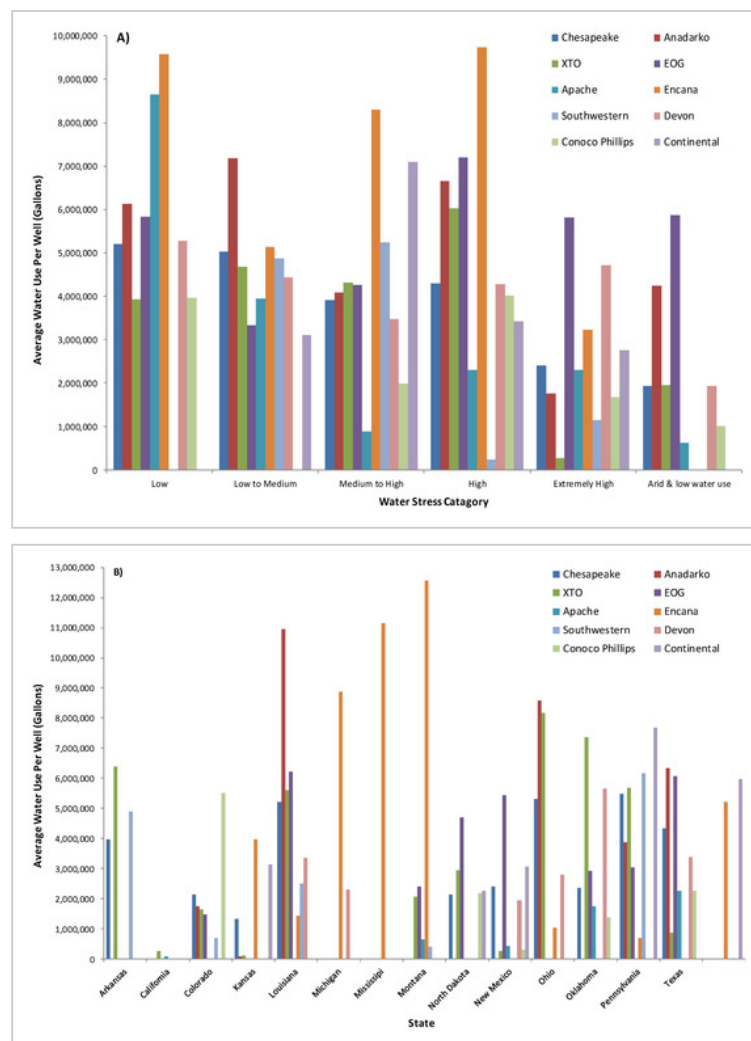 A)
10,000,000
9,000,000
8,000,000
7,000,000
6,000,000
5,000,000
4,000,000
3,000,000
2,000,000
1,000,000
0
Average Water Use Per Well (Gallons)
Chesapeake Anadarko
XTO EOG
Apache Encana
Southwestern Devon
Conoco Phillips Continental
Low Low to Medium Medium to High High Extremely High Arid & low water use
Water Stress Catagory
B)
13,000,000
12,000,000
11,000,000
10,000,000
9,000,000
8,000,000
7,000,000
6,000,000
5,000,000
4,000,000
3,000,000
2,000,000
1,000,000
0
Average Water Use Per Well (Gallons)
Chesapeake Anadarko
XTO EOG
Apache Encana
Southwestern Devon
Conoco Phillips Continental
Arkansas California Colorado Kansas Louisiana Michigan Mississipi Montana North Dakota New Mexico Ohio Oklahoma Pennsylvania Texas
State